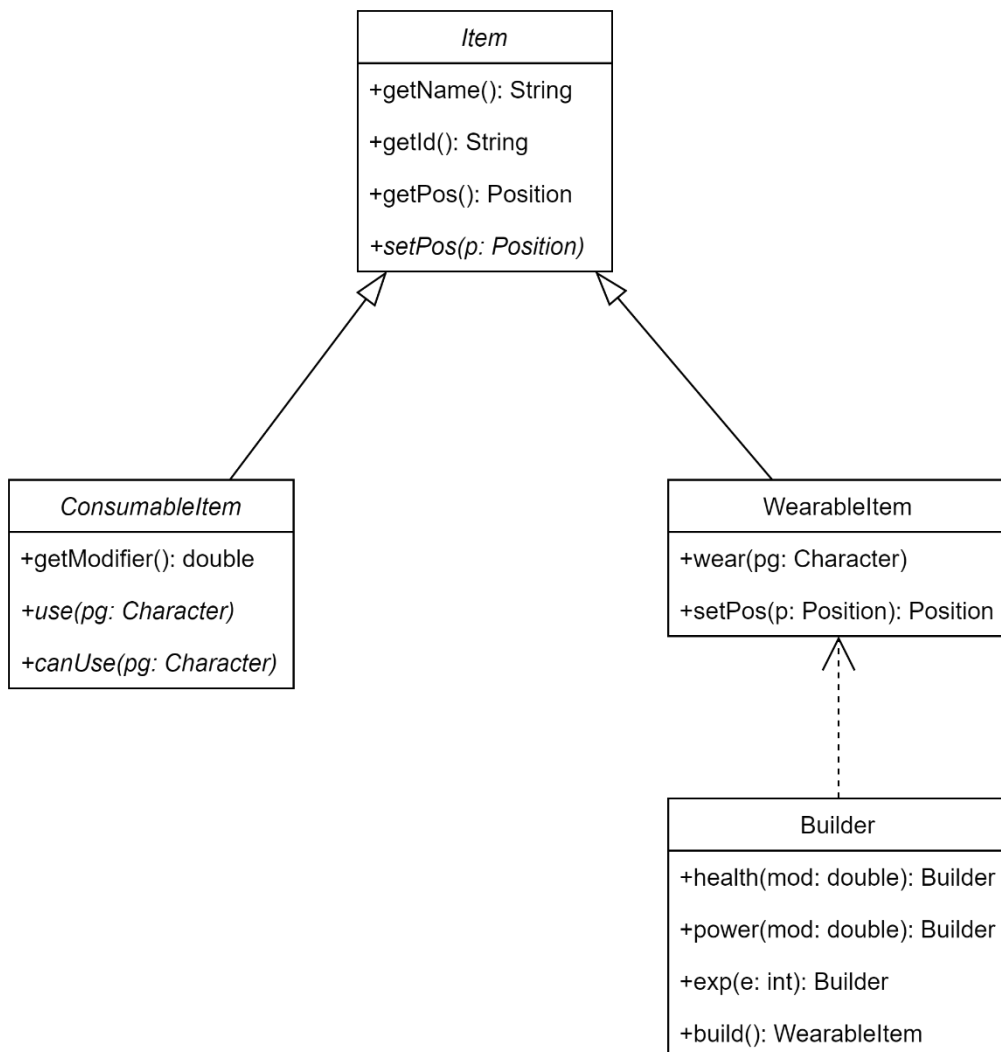 Item
+getName(): String
+getId(): String
+getPos(): Position
+setPos(p: Position)
ConsumableItem
+getModifier(): double
+use(pg: Character)
+canUse(pg: Character)
WearableItem
+wear(pg: Character)
+setPos(p: Position): Position
Builder
+health(mod: double): Builder
+power(mod: double): Builder
+exp(e: int): Builder
+build(): WearableItem